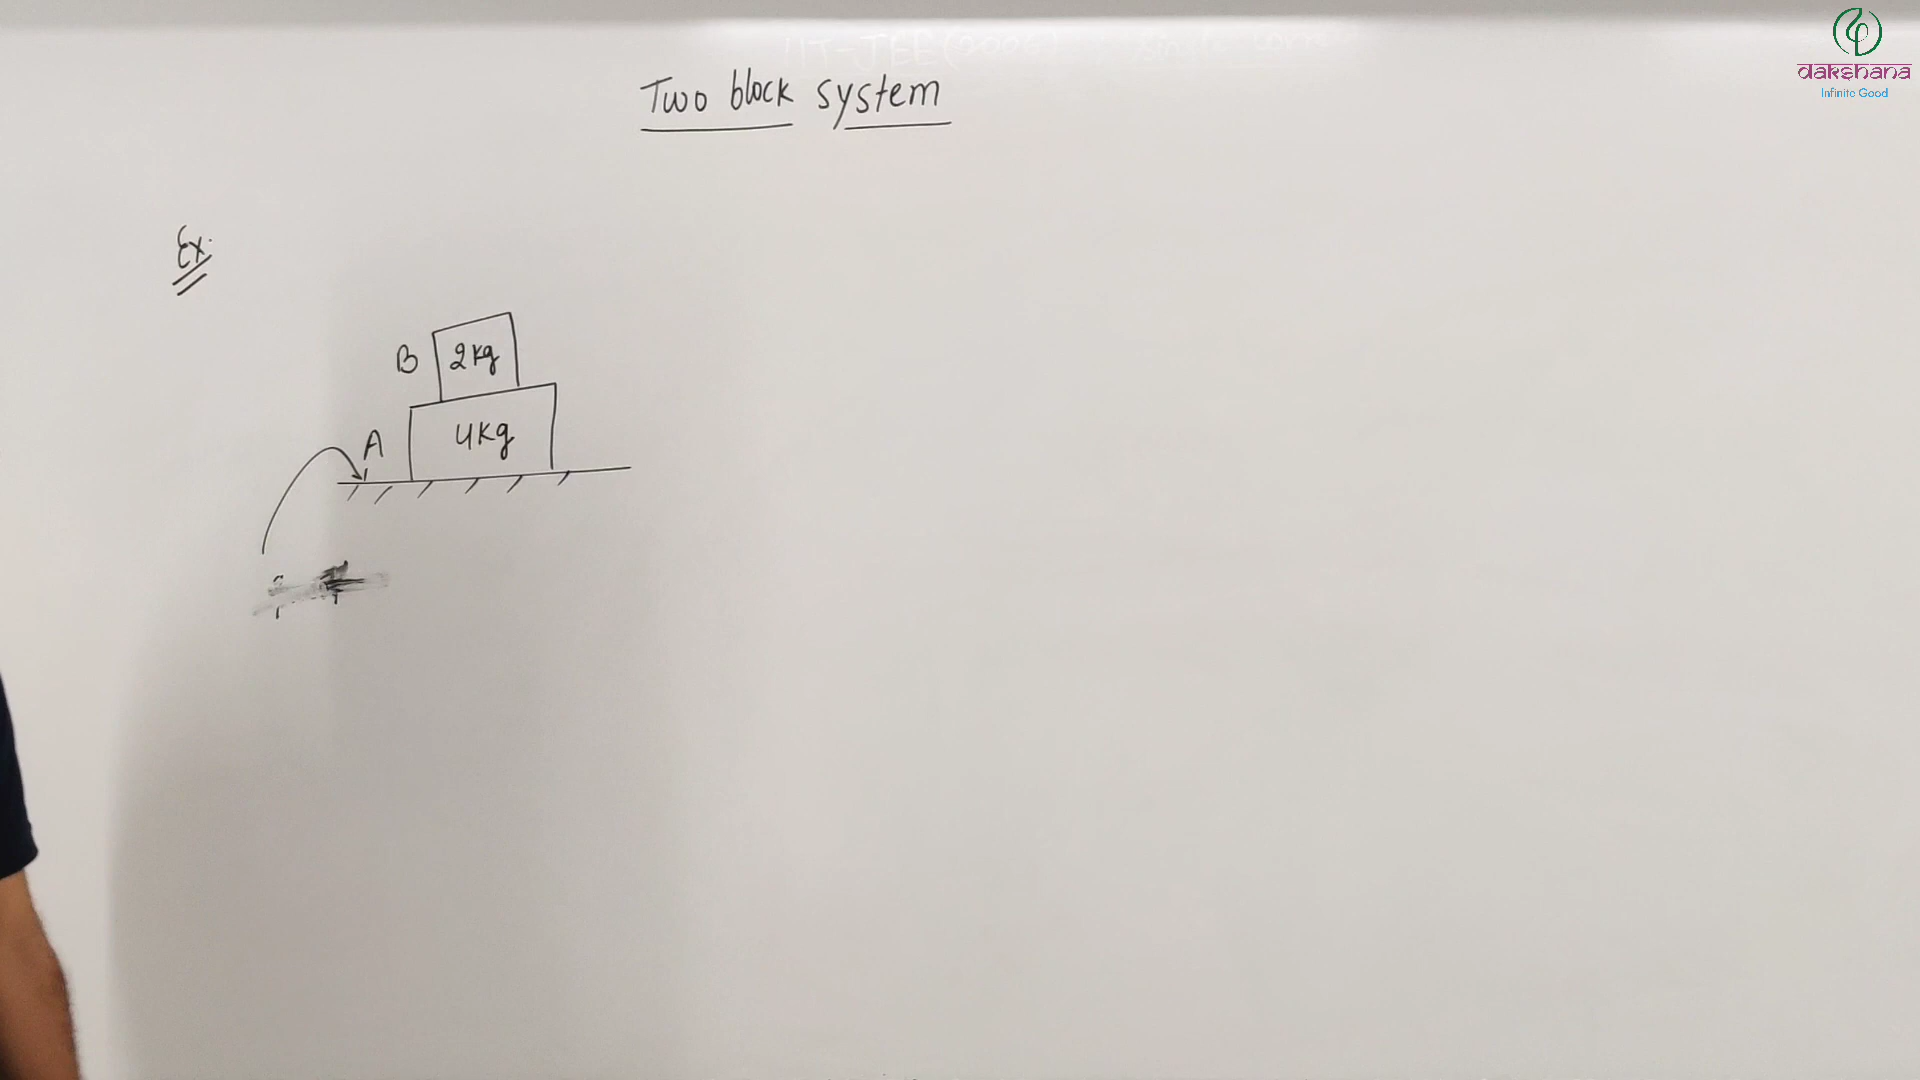 dakshana
Infinite Good
Two block system
Ex.
B 2kg
A 4kg